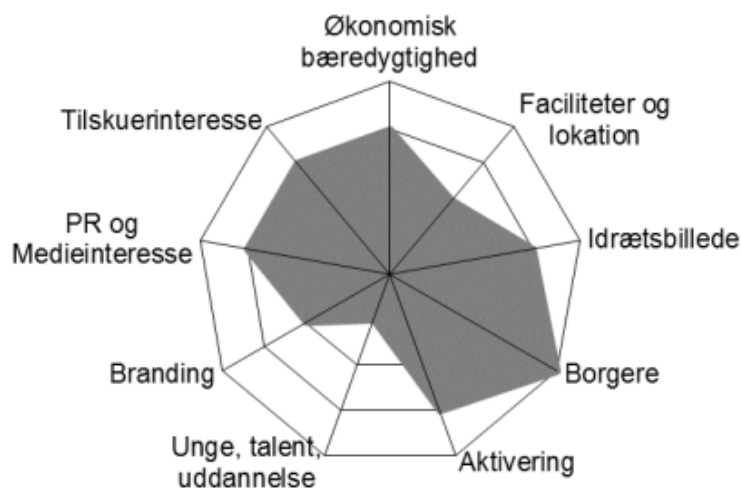 Økonomisk
bæredygtighed
Faciliteter og
lokation
Tilskuerinteresse
PR og
Medieinteresse
Idrætsbillede
Branding
Borgere
Unge, talent,
uddannelse
Aktivering